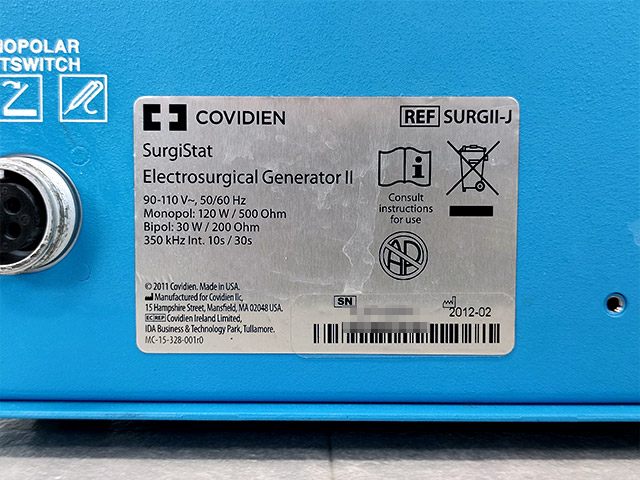 NOPOLAR
TSWITCH
COVIDIEN
REF SURGII-J
SurgiStat
Electrosurgical Generator II
90-110 V~, 50/60 Hz
Monopol: 120 W / 500 Ohm
Bipol: 30 W / 200 Ohm
350 kHz Int. 10s / 30s
Consult
instructions
for use
© 2011 Covidien. Made in USA.
Manufactured for Covidien llc,
15 Hampshire Street, Mansfield, MA 02048 USA.
EC REP Covidien Ireland Limited,
IDA Business & Technology Park, Tullamore.
MC-15-328-001r0
SN
2012-02